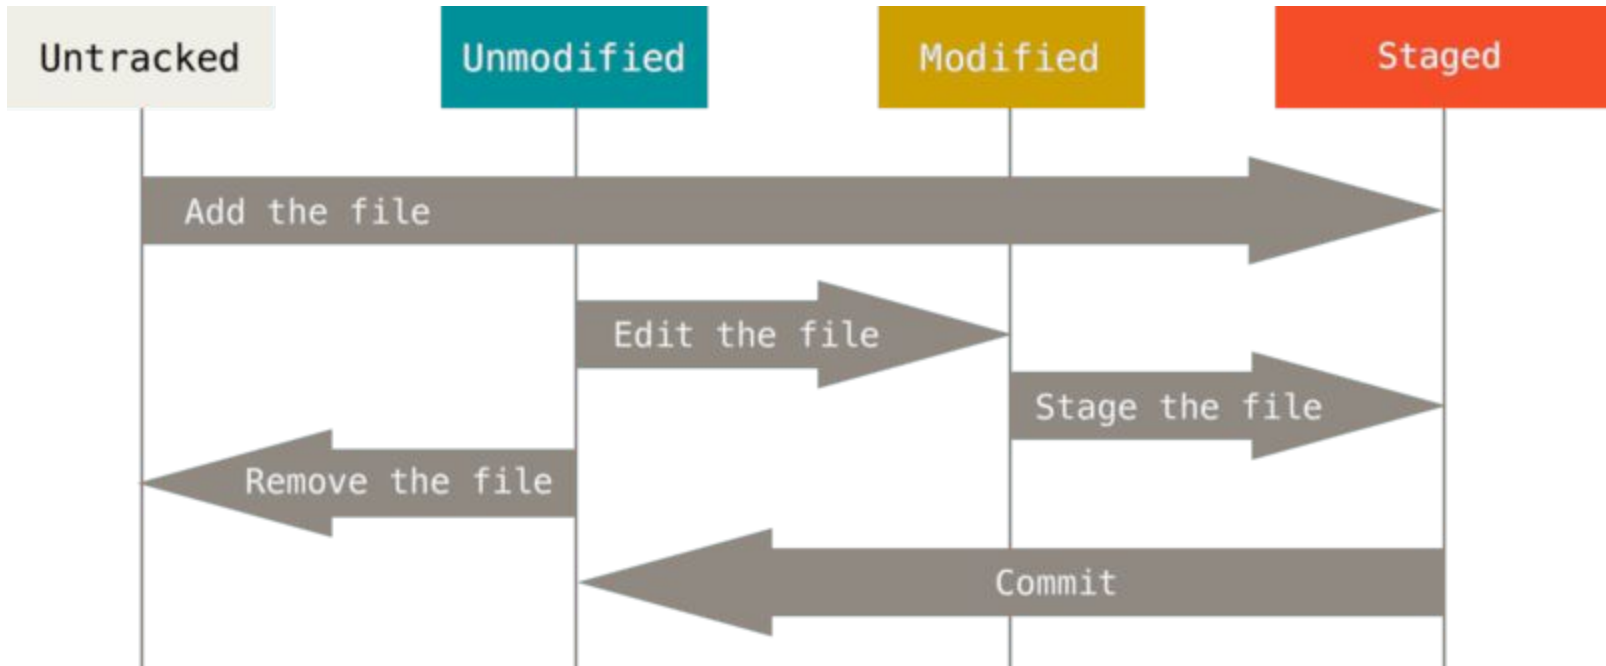 Untracked
Unmodified
Modified
Staged
Add the file
Edit the file
Stage the file
Remove the file
Commit